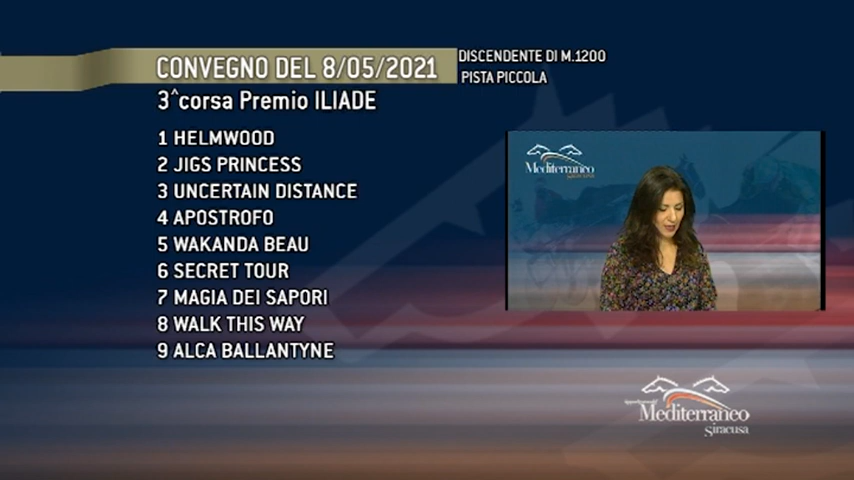 CONVEGNO DEL 8/05/2021
DISCENDENTE DI M.1200
PISTA PICCOLA
3^corsa Premio ILIADE
1 HELMWOOD
2 JIGS PRINCESS
3 UNCERTAIN DISTANCE
4 APOSTROFO
5 WAKANDA BEAU
6 SECRET TOUR
7 MAGIA DEI SAPORI
8 WALK THIS WAY
9 ALCA BALLANTYNE
Mediterraneo
Mediterraneo
Siracusa